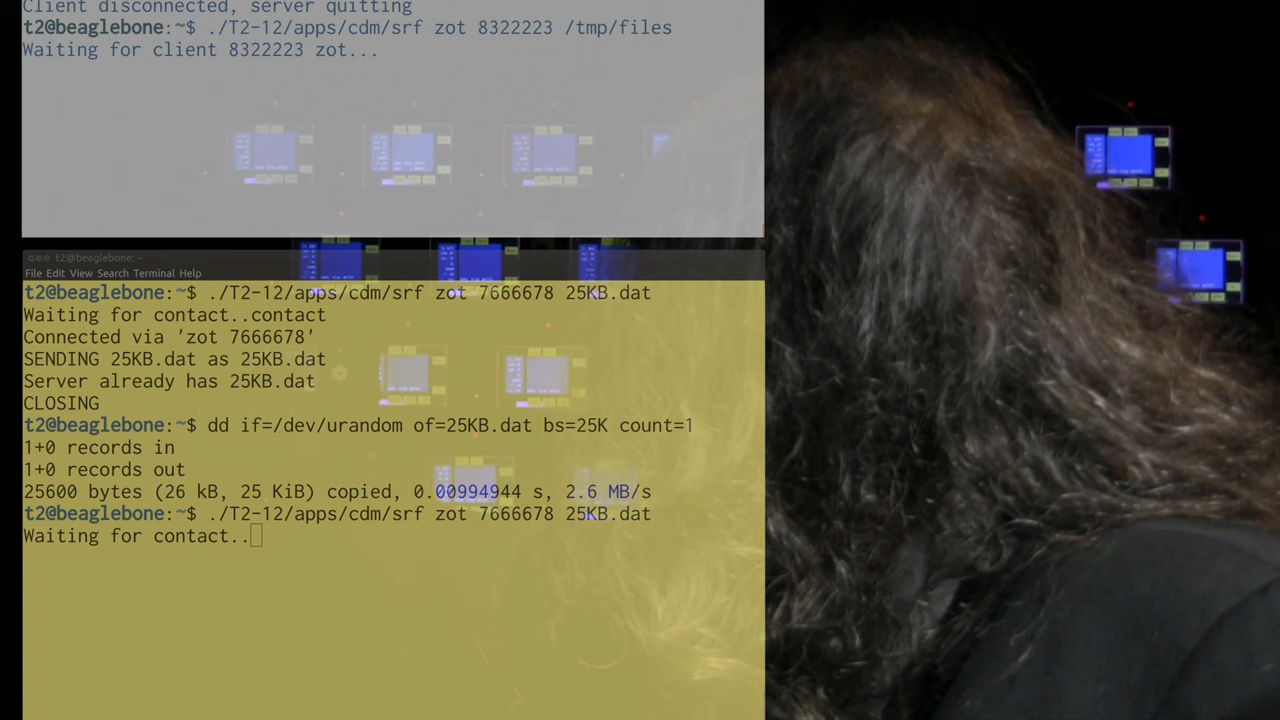 Client disconnected, server quitting
t2@beaglebone:~$ ./T2-12/apps/cdm/srf zot 8322223 /tmp/files
Waiting for client 8322223 zot...
t2@beaglebone: ~
File Edit View Search Terminal Help
t2@beaglebone:~$ ./T2-12/apps/cdm/srf zot 7666678 25KB.dat
Waiting for contact..contact
Connected via 'zot 7666678'
SENDING 25KB.dat as 25KB.dat
Server already has 25KB.dat
CLOSING
t2@beaglebone:~$ dd if=/dev/urandom of=25KB.dat bs=25K count=1
1+0 records in
1+0 records out
25600 bytes (26 kB, 25 KiB) copied, 0.00994944 s, 2.6 MB/s
t2@beaglebone:~$ ./T2-12/apps/cdm/srf zot 7666678 25KB.dat
Waiting for contact..